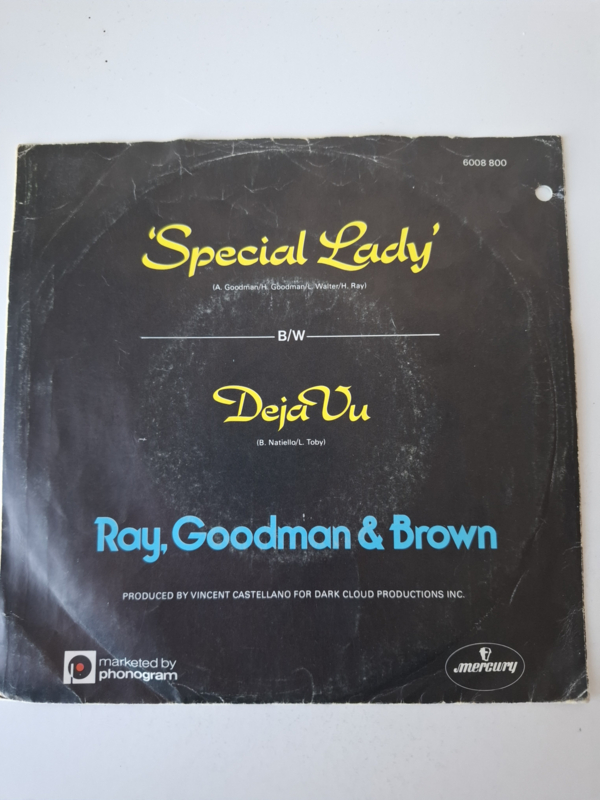 6008 800
'Special Lady'
(A. Goodman/H. Goodman/L. Walter/H. Ray)
B/W
Deja Vu
(B. Natiello/L. Toby)
Ray, Goodman & Brown
PRODUCED BY VINCENT CASTELLANO FOR DARK CLOUD PRODUCTIONS INC.
marketed by
phonogram
mercury